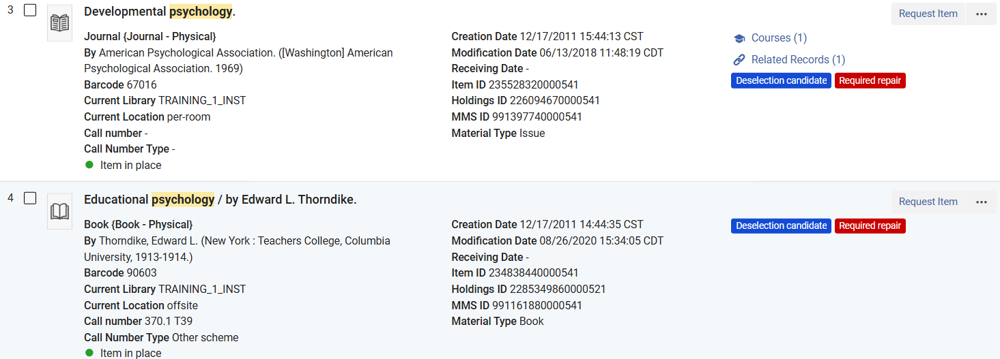 3
Developmental psychology.
Request Item
Journal {Journal - Physical}
By American Psychological Association. ([Washington] American
Psychological Association. 1969)
Barcode 67016
Current Library TRAINING_1_INST
Current Location per-room
Call number -
Call Number Type -
Item in place
Creation Date 12/17/2011 15:44:13 CST
Modification Date 06/13/2018 11:48:19 CDT
Receiving Date -
Item ID 235528320000541
Holdings ID 226094670000541
MMS ID 991397740000541
Material Type Issue
Courses (1)
Related Records (1)
Deselection candidate Required repair
4
Educational psychology / by Edward L. Thorndike.
Request Item
Book {Book - Physical}
By Thorndike, Edward L. (New York : Teachers College, Columbia
University, 1913-1914.)
Barcode 90603
Current Library TRAINING_1_INST
Current Location offsite
Call number 370.1 T39
Call Number Type Other scheme
Item in place
Creation Date 12/17/2011 14:44:35 CST
Modification Date 08/26/2020 15:34:05 CDT
Receiving Date -
Item ID 234838440000541
Holdings ID 2285349860000521
MMS ID 991161880000541
Material Type Book
Deselection candidate Required repair